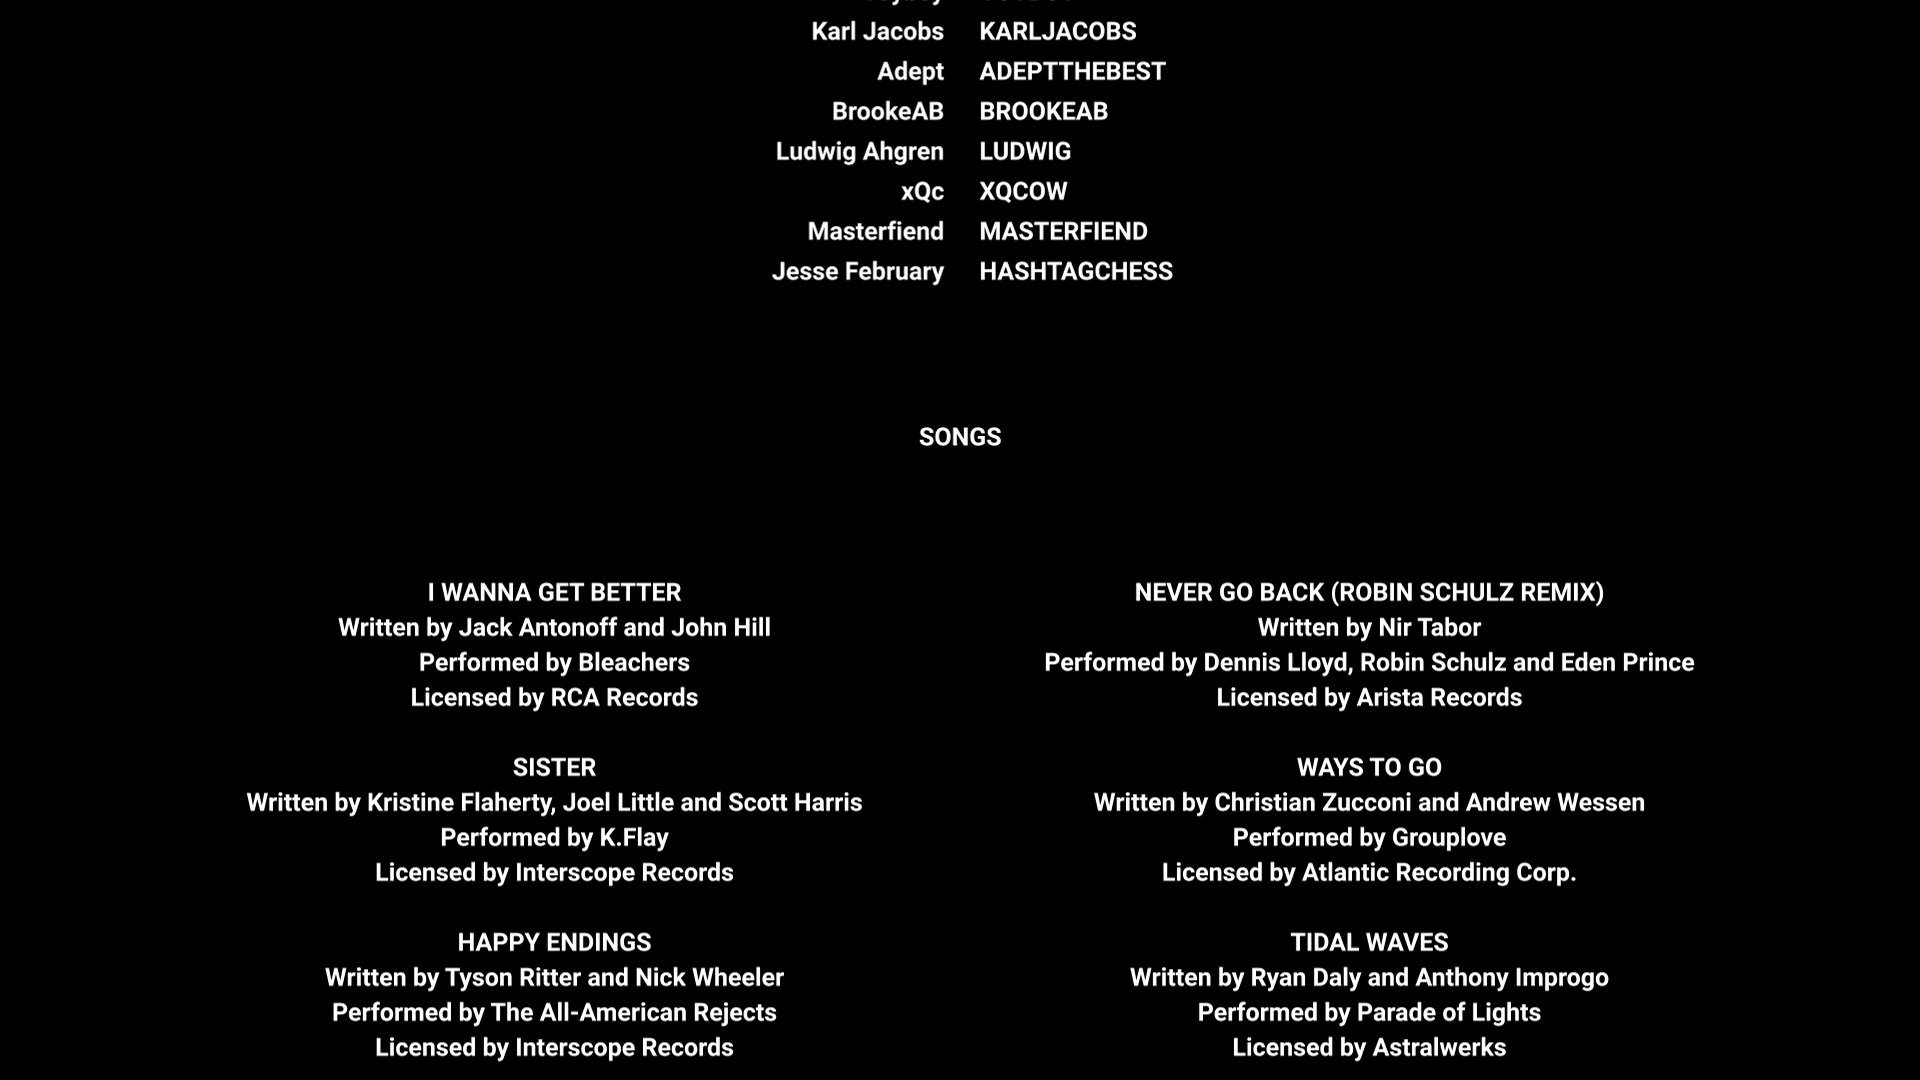 Karl Jacobs KARLJACOBS
Adept ADEPTTHEBEST
BrookeAB BROOKEAB
Ludwig Ahgren LUDWIG
xQc XQCOW
Masterfiend MASTERFIEND
Jesse February HASHTAGCHESS
SONGS
I WANNA GET BETTER
Written by Jack Antonoff and John Hill
Performed by Bleachers
Licensed by RCA Records
SISTER
Written by Kristine Flaherty, Joel Little and Scott Harris
Performed by K.Flay
Licensed by Interscope Records
HAPPY ENDINGS
Written by Tyson Ritter and Nick Wheeler
Performed by The All-American Rejects
Licensed by Interscope Records
NEVER GO BACK (ROBIN SCHULZ REMIX)
Written by Nir Tabor
Performed by Dennis Lloyd, Robin Schulz and Eden Prince
Licensed by Arista Records
WAYS TO GO
Written by Christian Zucconi and Andrew Wessen
Performed by Grouplove
Licensed by Atlantic Recording Corp.
TIDAL WAVES
Written by Ryan Daly and Anthony Improgo
Performed by Parade of Lights
Licensed by Astralwerks